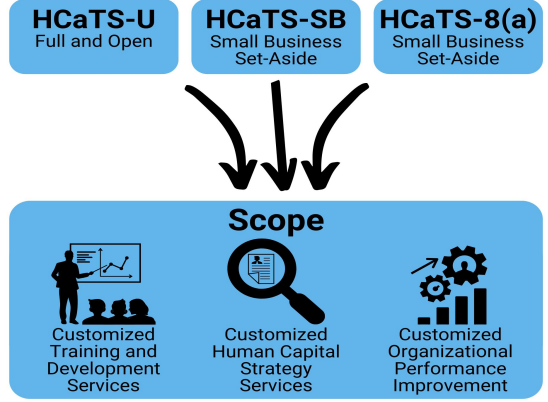 HCaTS-U
Full and Open
HCaTS-SB
Small Business
Set-Aside
HCaTS-8(a)
Small Business
Set-Aside
Scope
Customized
Training and
Development
Services
Customized
Human Capital
Strategy
Services
Customized
Organizational
Performance
Improvement